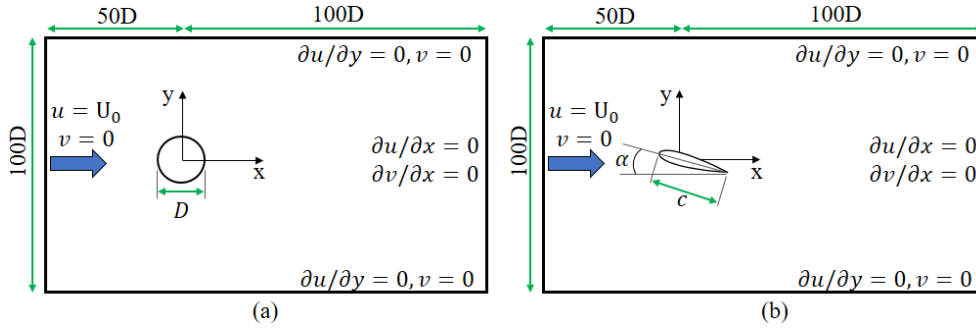 50D
100D
∂u/∂y = 0, v = 0
y
u = U₀
v = 0
∂u/∂x = 0
∂v/∂x = 0
x
100D
D
∂u/∂y = 0, v = 0
(a)
50D
100D
∂u/∂y = 0, v = 0
y
u = U₀
v = 0
∂u/∂x = 0
∂v/∂x = 0
α
x
100D
c
∂u/∂y = 0, v = 0
(b)